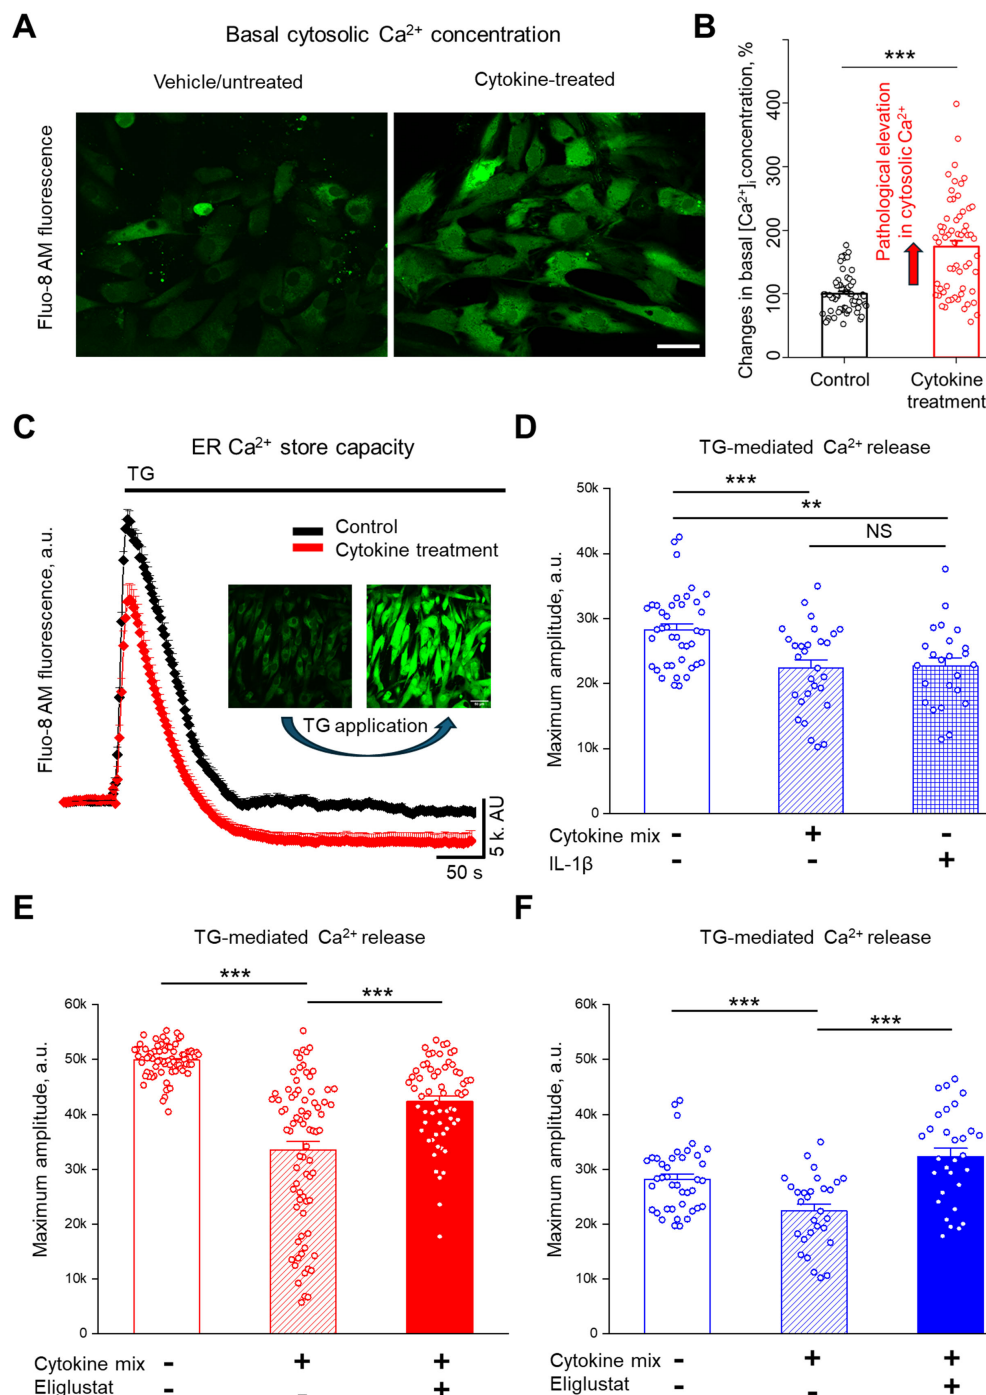 A
Basal cytosolic Ca²⁺ concentration
Vehicle/untreated
Cytokine-treated
Fluo-8 AM fluorescence
B
Changes in basal [Ca²⁺]ᵢ concentration, %
400
300
200
100
0
***
Pathological elevation
in cytosolic Ca²⁺
Control
Cytokine
treatment
C
ER Ca²⁺ store capacity
TG
Control
Cytokine treatment
Fluo-8 AM fluorescence, a.u.
TG application
5 k. AU
50 s
D
TG-mediated Ca²⁺ release
***
**
NS
Maximum amplitude, a.u.
50k
40k
30k
20k
10k
0
Cytokine mix - + -
IL-1β - - +
E
TG-mediated Ca²⁺ release
***
***
Maximum amplitude, a.u.
60k
50k
40k
30k
20k
10k
0
Cytokine mix - + +
Eliglustat - - +
F
TG-mediated Ca²⁺ release
***
***
Maximum amplitude, a.u.
60k
50k
40k
30k
20k
10k
0
Cytokine mix - + +
Eliglustat - - +